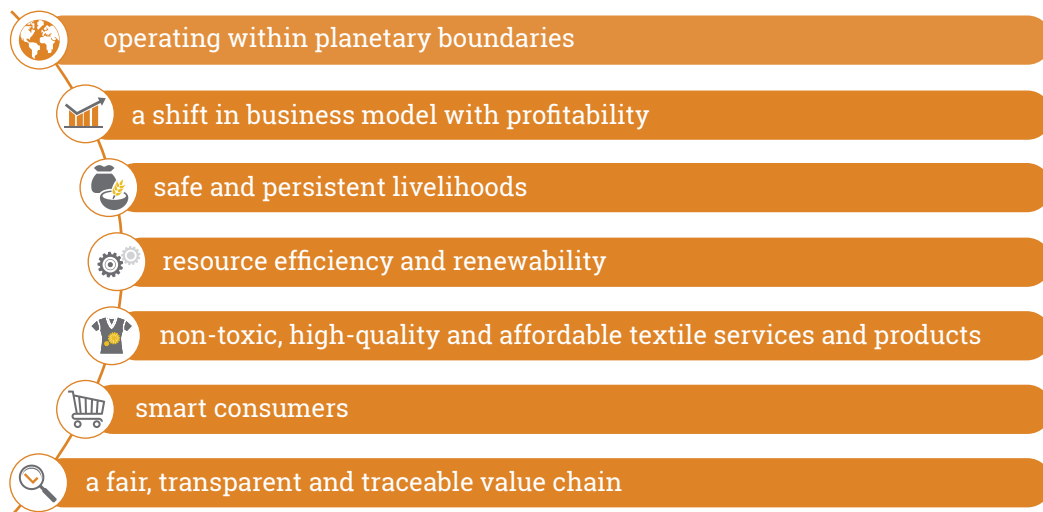 operating within planetary boundaries
a shift in business model with profitability
safe and persistent livelihoods
resource efficiency and renewability
non-toxic, high-quality and affordable textile services and products
smart consumers
a fair, transparent and traceable value chain